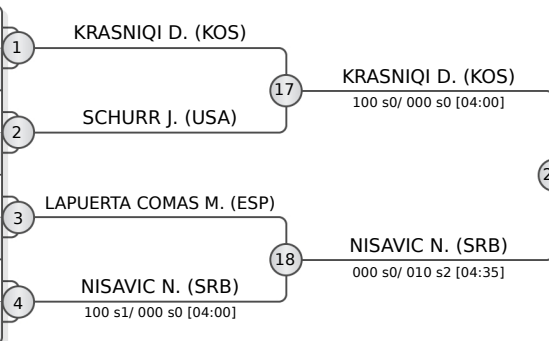 1
KRASNIQI D. (KOS)
17
KRASNIQI D. (KOS)
100 s0/ 000 s0 [04:00]
2
SCHURR J. (USA)
3
LAPUERTA COMAS M. (ESP)
18
NISAVIC N. (SRB)
000 s0/ 010 s2 [04:35]
4
NISAVIC N. (SRB)
100 s1/ 000 s0 [04:00]